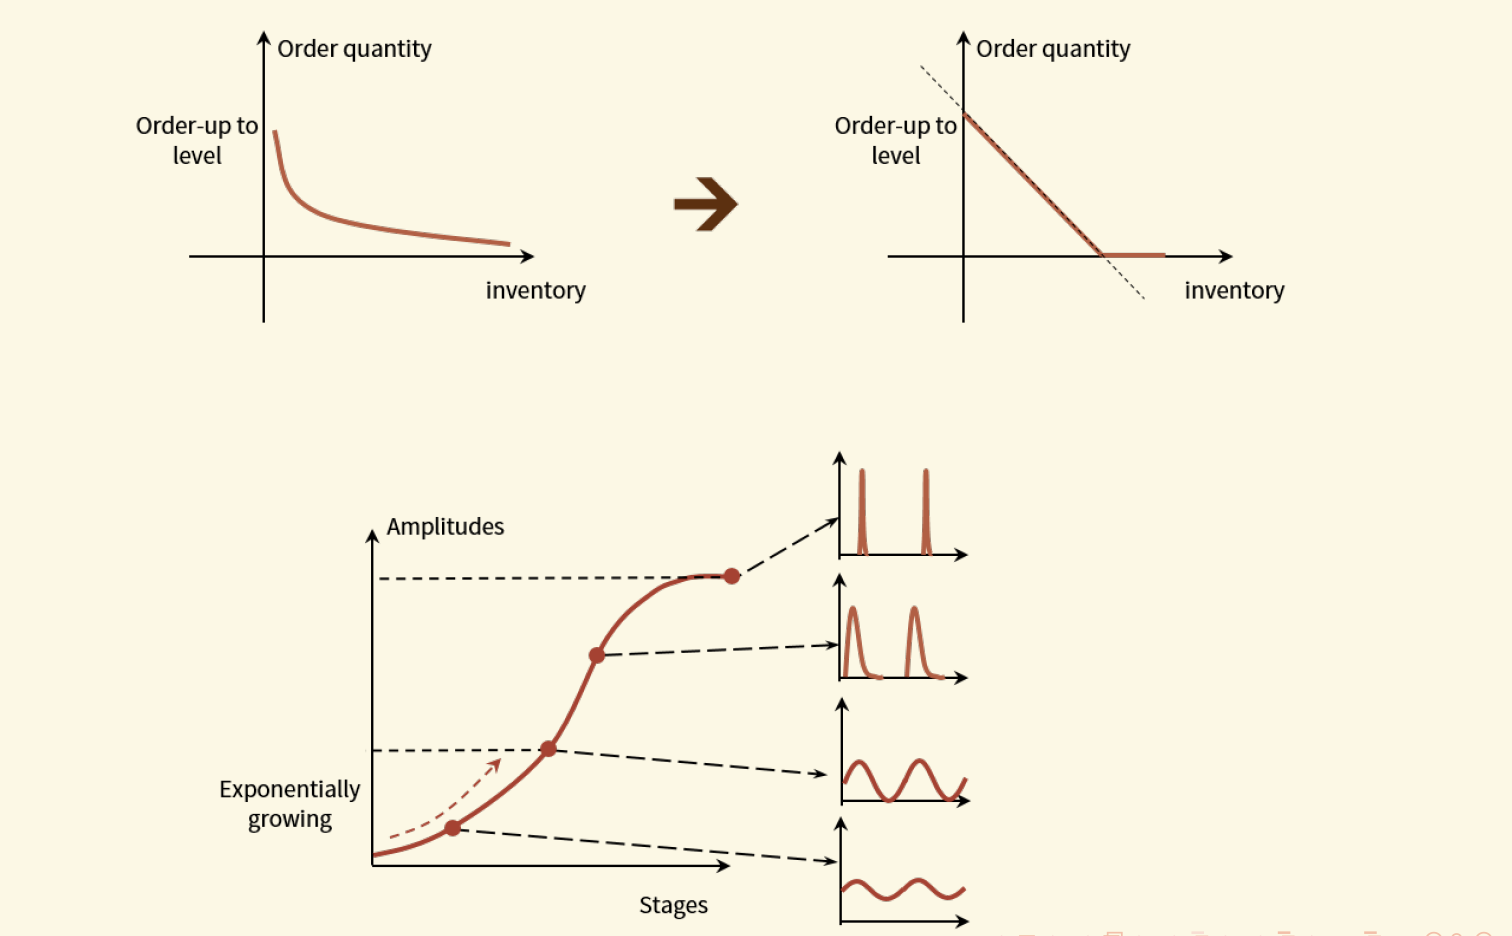 Order quantity
Order-up to
level
inventory
Order quantity
Order-up to
level
inventory
Amplitudes
Exponentially
growing
Stages